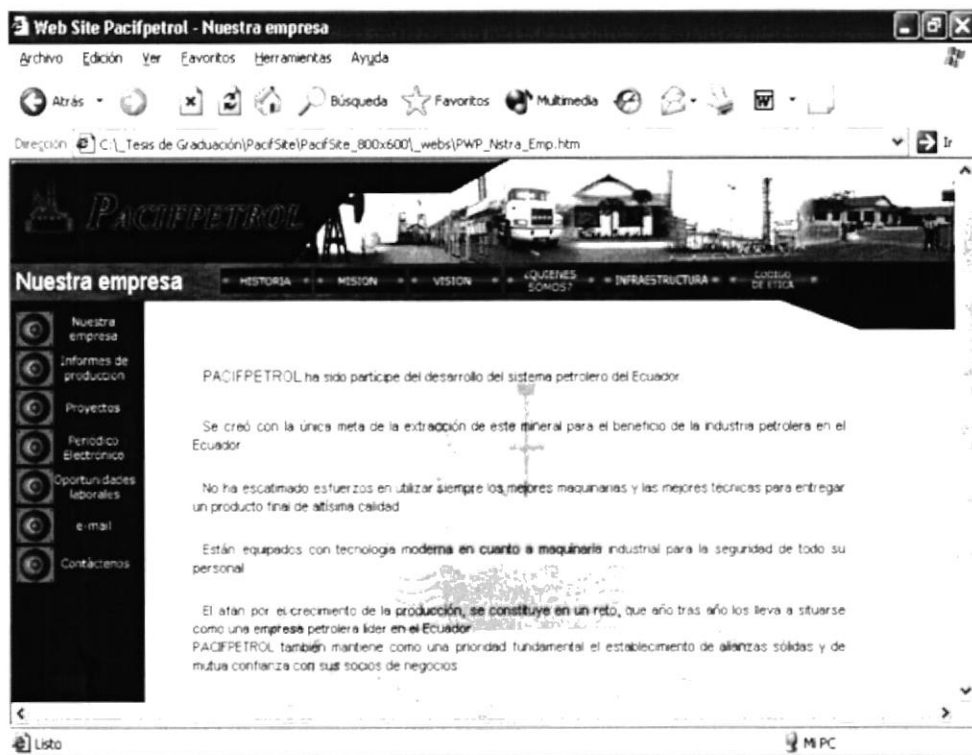 Web Site Pacifpetrol - Nuestra empresa
Archivo Edición Ver Favoritos Herramientas Ayuda
Atrás Búsqueda Favoritos Multimedia
Dirección C:\_Tesis de Graduación\PacifSite\PacifSite_800x600\_webs\PWP_Nstra_Emp.htm Ir
PACIFPETROL
Nuestra empresa HISTORIA MISION VISION ¿QUIENES SOMOS? INFRAESTRUCTURA CODIGO DE ETICA
Nuestra empresa
Informes de produccion
Proyectos
Periodico Electronico
Oportunidades laborales
e-mail
Contáctenos
PACIFPETROL ha sido participe del desarrollo del sistema petrolero del Ecuador
Se creó con la única meta de la extracción de este mineral para el beneficio de la industria petrolera en el
Ecuador
No ha escatimado esfuerzos en utilizar siempre los mejores maquinarias y las mejores técnicas para entregar
un producto final de altísima calidad
Están equipados con tecnologia moderna en cuanto a maquinaria industrial para la seguridad de todo su
personal
El afán por el crecimiento de la producción, se constituye en un reto, que año tras año los lleva a situarse
como una empresa petrolera lider en el Ecuador
PACIFPETROL también mantiene como una prioridad fundamental el establecimiento de alianzas sólidas y de
mutua confianza con sus socios de negocios
Listo Mi PC